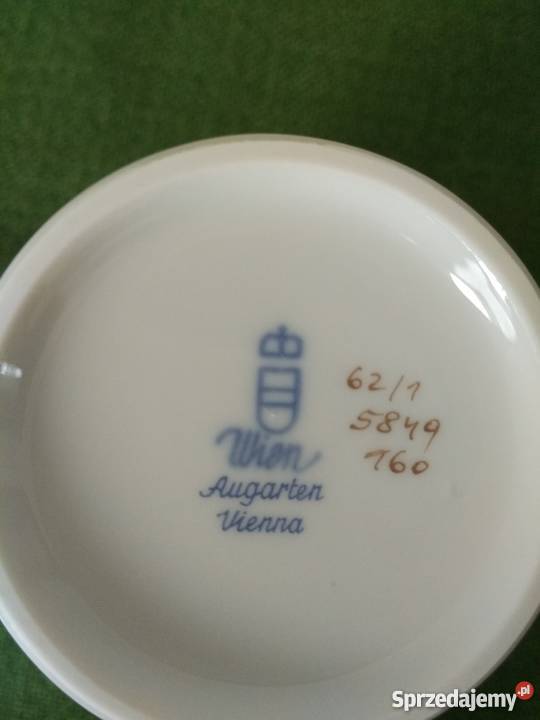 Wien
Augarten
Vienna
62/1
5849
160
Sprzedajemy.pl